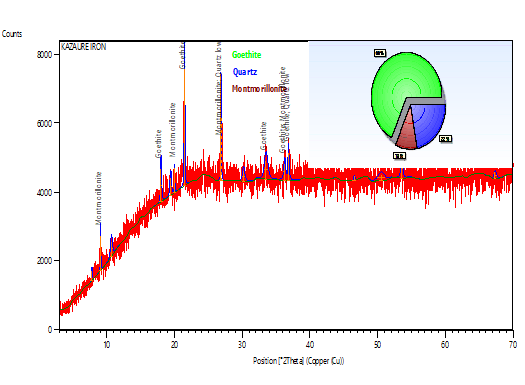 Counts
KAZAURE IRON
Goethite
Quartz
Montmorillonite
8000
6000
4000
2000
0
Montmorillonite
Goethite
Montmorillonite
Goethite
Montmorillonite; Quartz low
Goethite
10
20
30
40
50
60
70
Position [°2Theta] (Copper (Cu))